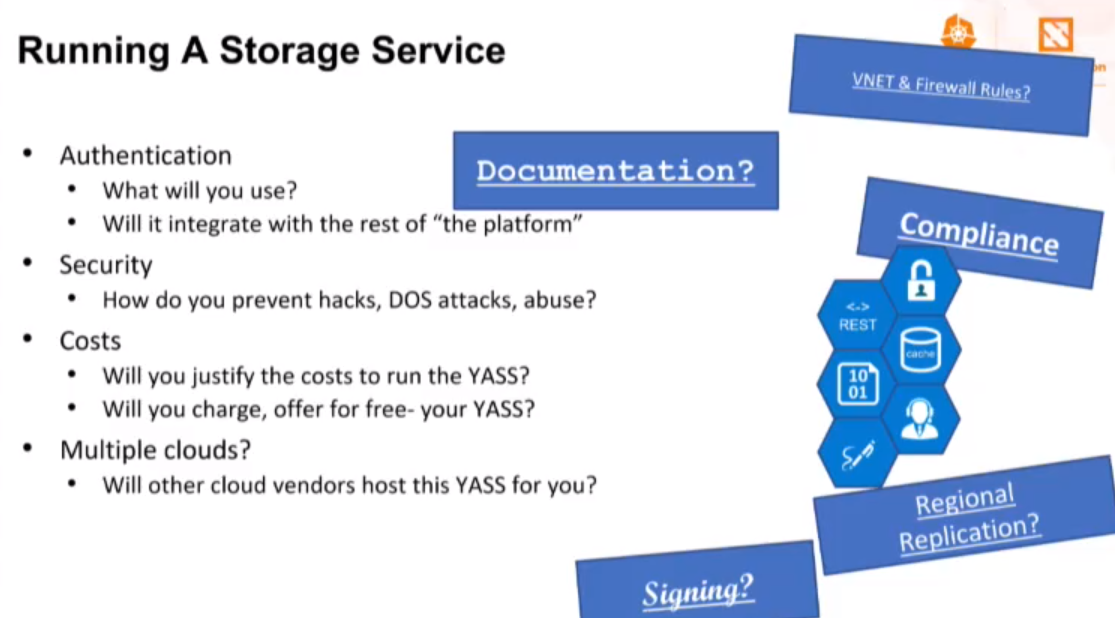 Running A Storage Service
on
VNET & Firewall Rules?
Authentication
What will you use?
Will it integrate with the rest of “the platform”
Documentation?
Compliance
Security
How do you prevent hacks, DOS attacks, abuse?
Costs
Will you justify the costs to run the YASS?
Will you charge, offer for free- your YASS?
Multiple clouds?
Will other cloud vendors host this YASS for you?
<->
REST
cache
10
01
Regional
Replication?
Signing?